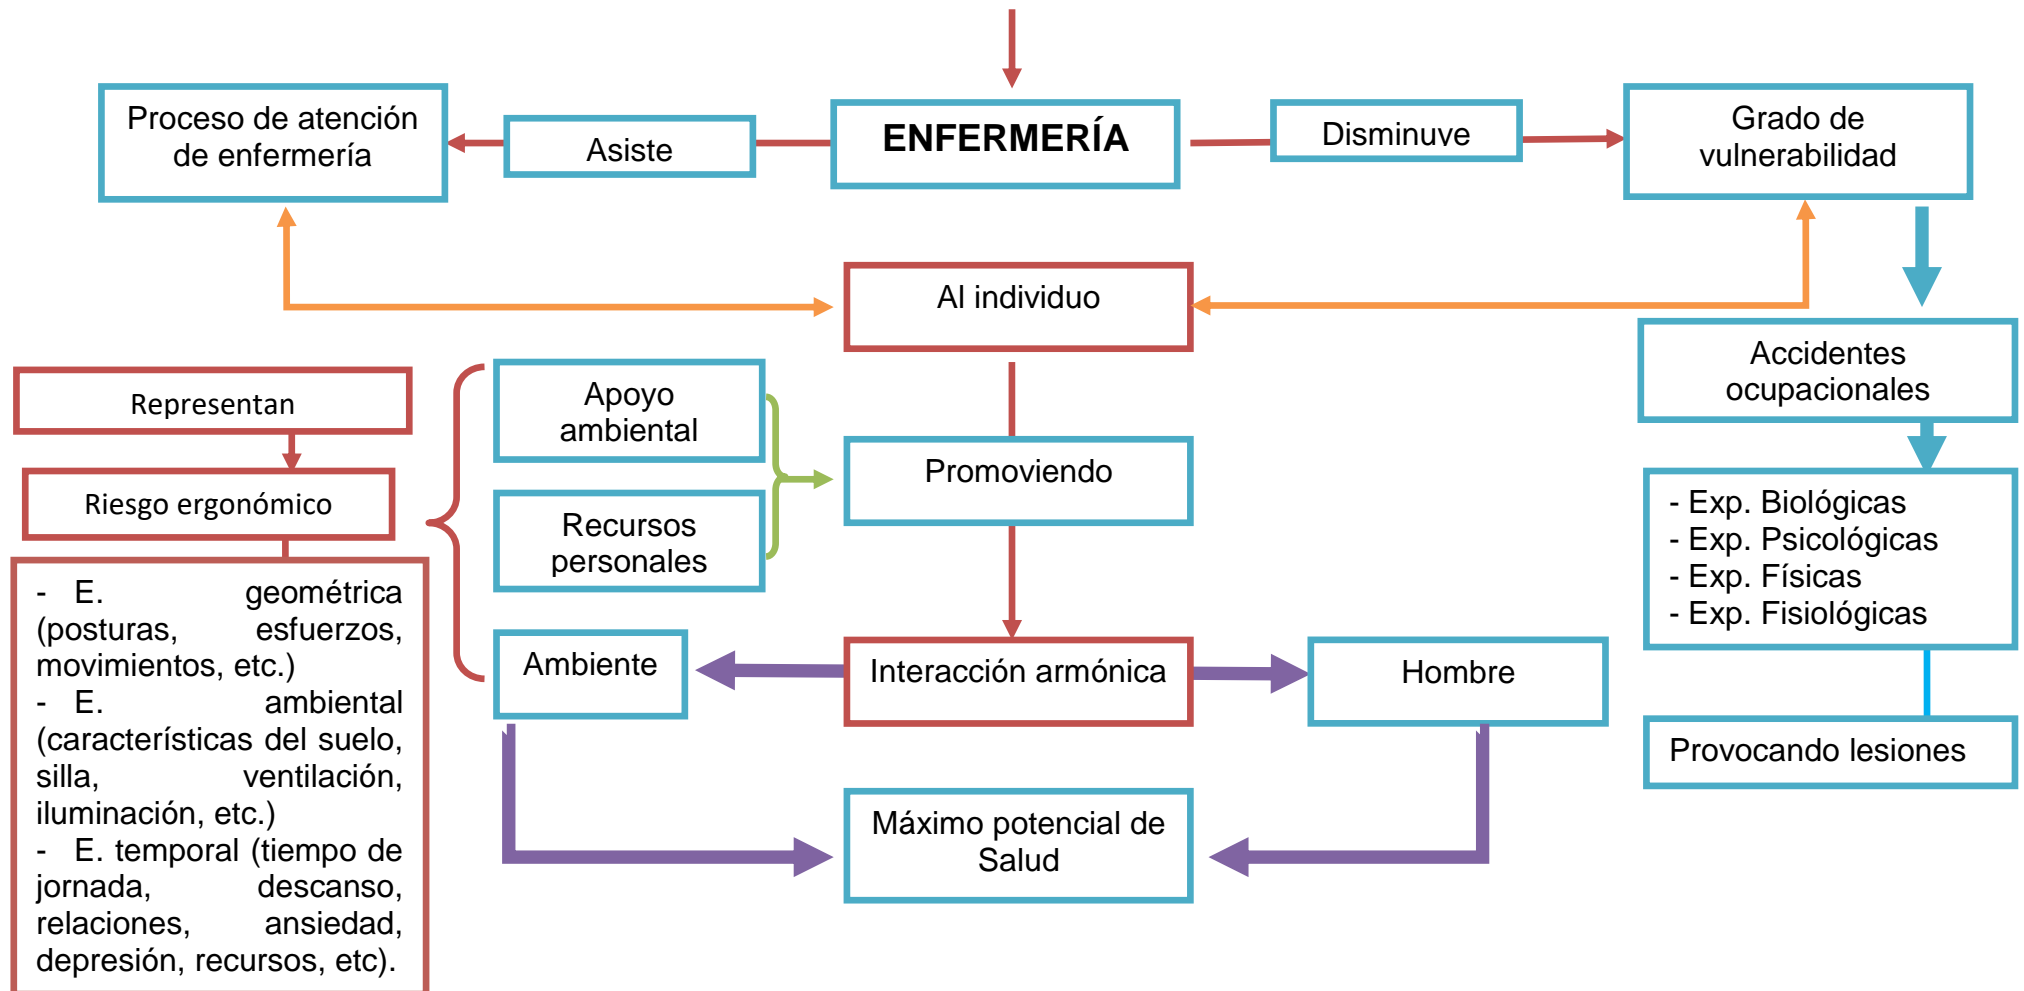 Proceso de atención
de enfermería
Asiste
ENFERMERÍA
Disminuve
Grado de
vulnerabilidad
Al individuo
Representan
Riesgo ergonómico
- E. geométrica
(posturas, esfuerzos,
movimientos, etc.)
- E. ambiental
(características del suelo,
silla, ventilación,
iluminación, etc.)
- E. temporal (tiempo de
jornada, descanso,
relaciones, ansiedad,
depresión, recursos, etc).
Apoyo
ambiental
Recursos
personales
Promoviendo
Ambiente
Interacción armónica
Hombre
Máximo potencial de
Salud
Accidentes
ocupacionales
- Exp. Biológicas
- Exp. Psicológicas
- Exp. Físicas
- Exp. Fisiológicas
Provocando lesiones